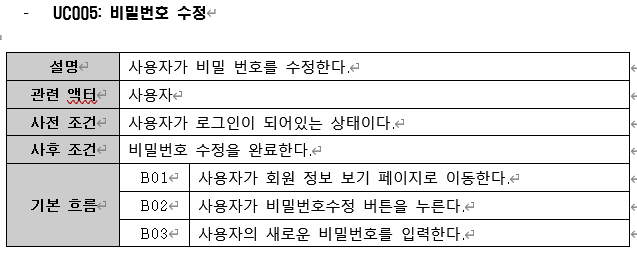 - UC005: 비밀번호 수정
설명 사용자가 비밀 번호를 수정한다.
관련 액터 사용자
사전 조건 사용자가 로그인이 되어있는 상태이다.
사후 조건 비밀번호 수정을 완료한다.
기본 흐름 B01 사용자가 회원 정보 보기 페이지로 이동한다.
B02 사용자가 비밀번호수정 버튼을 누른다.
B03 사용자의 새로운 비밀번호를 입력한다.